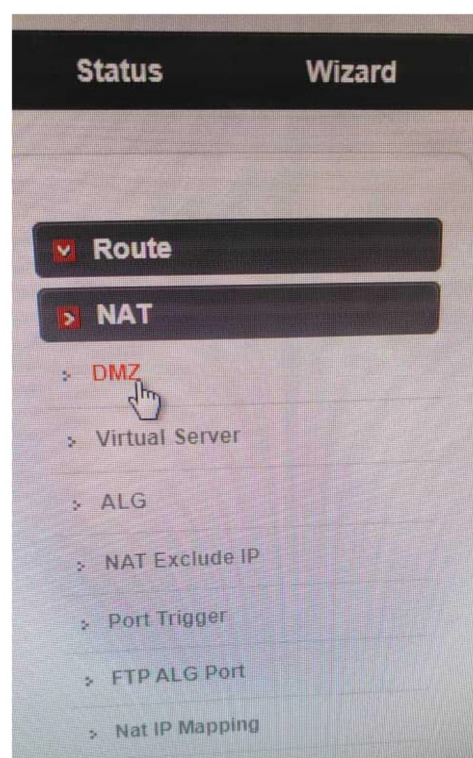 Status Wizard
Route
NAT
DMZ
Virtual Server
ALG
NAT Exclude IP
Port Trigger
FTP ALG Port
Nat IP Mapping